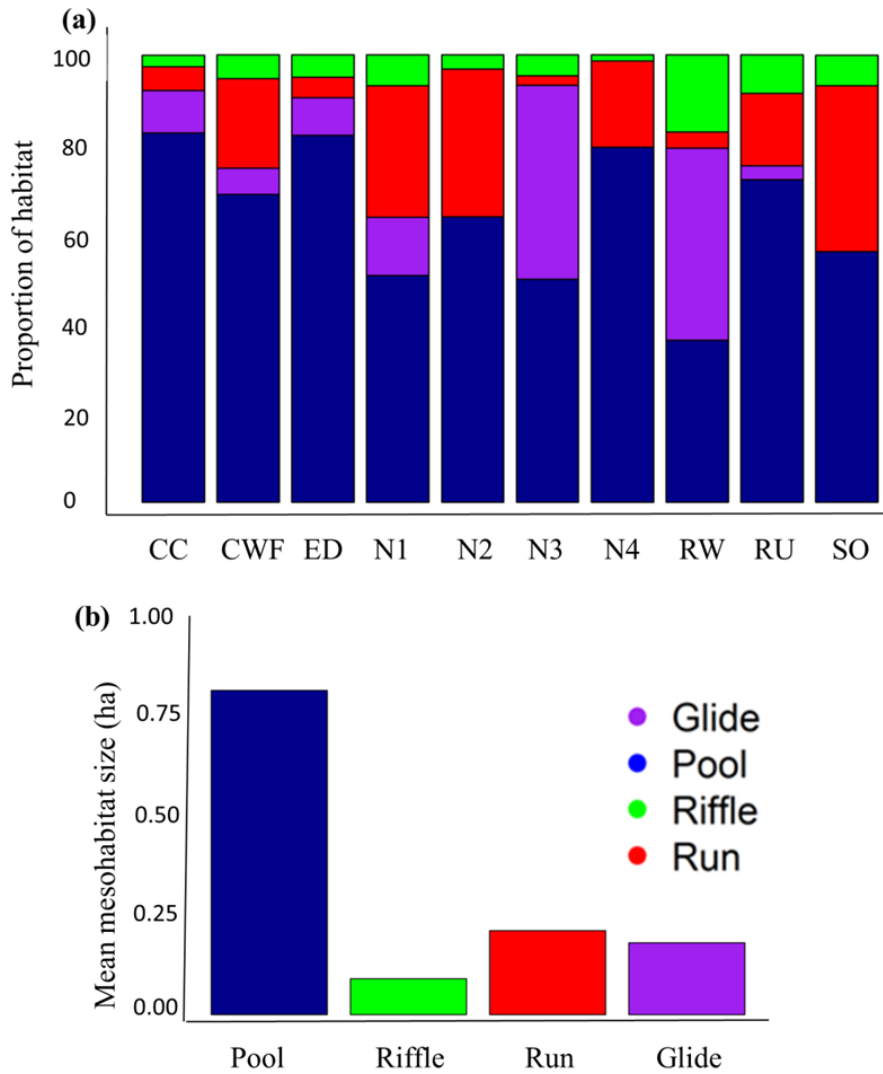 (a)
Proportion of habitat
100
80
60
40
20
0
CC CWF ED N1 N2 N3 N4 RW RU SO
(b)
Mean mesohabitat size (ha)
1.00
0.75
0.50
0.25
0.00
Glide
Pool
Riffle
Run
Pool Riffle Run Glide